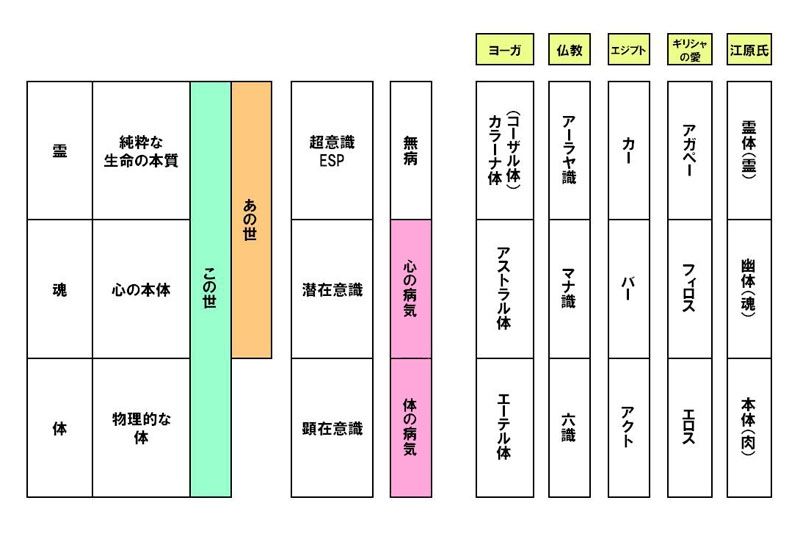 ヨーガ
仏教
エジプト
ギリシャ
の愛
江原氏
霊
純粋な
生命の本質
この世
あの世
超意識
ESP
無病
（コーザル体）
カラーナ体
アーラヤ識
カー
アガペー
霊体（霊）
魂
心の本体
潜在意識
心の病気
アストラル体
マナ識
バー
フィロス
幽体（魂）
体
物理的な
体
顕在意識
体の病気
エーテル体
六識
アクト
エロス
本体（肉）